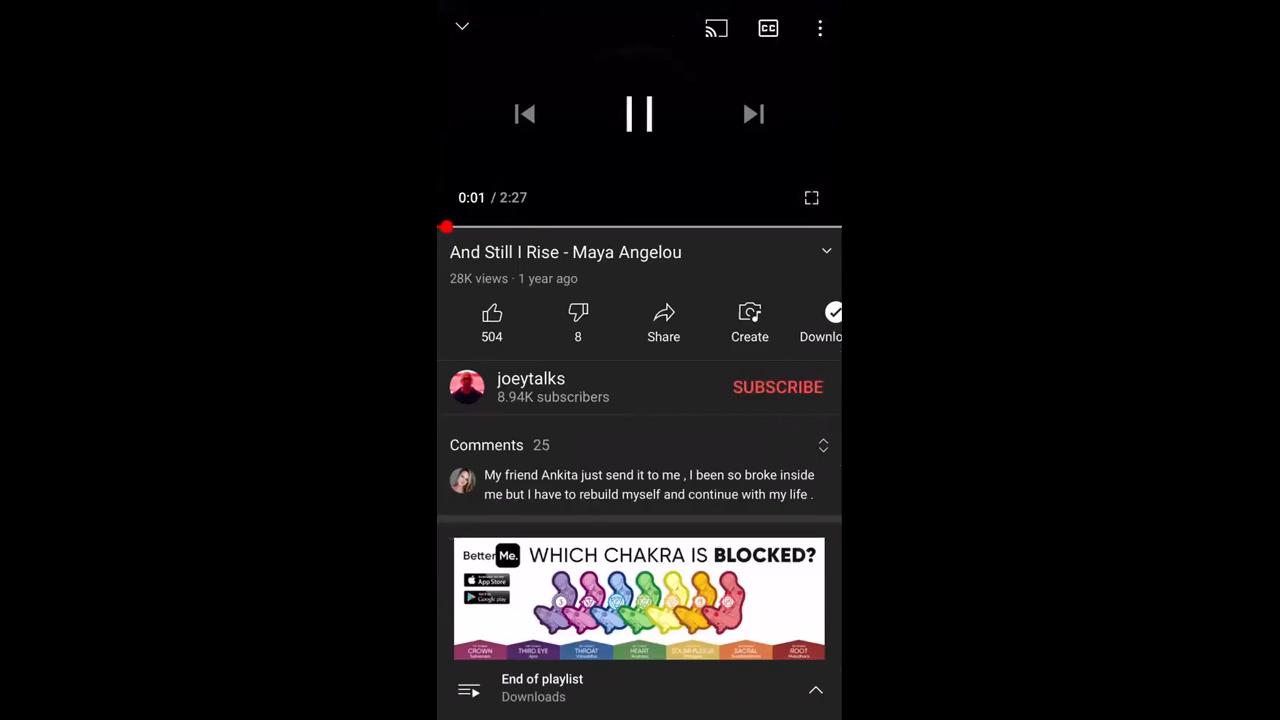 CC
0:01 / 2:27
And Still I Rise - Maya Angelou
28K views · 1 year ago
504
8
Share
Create
Downlo
joeytalks
8.94K subscribers
SUBSCRIBE
Comments 25
My friend Ankita just send it to me , I been so broke inside
me but I have to rebuild myself and continue with my life .
BetterMe. WHICH CHAKRA IS BLOCKED?
App Store
Google play
CROWN
THIRD EYE
THROAT
HEART
SOLAR PLEXUS
SACRAL
ROOT
End of playlist
Downloads